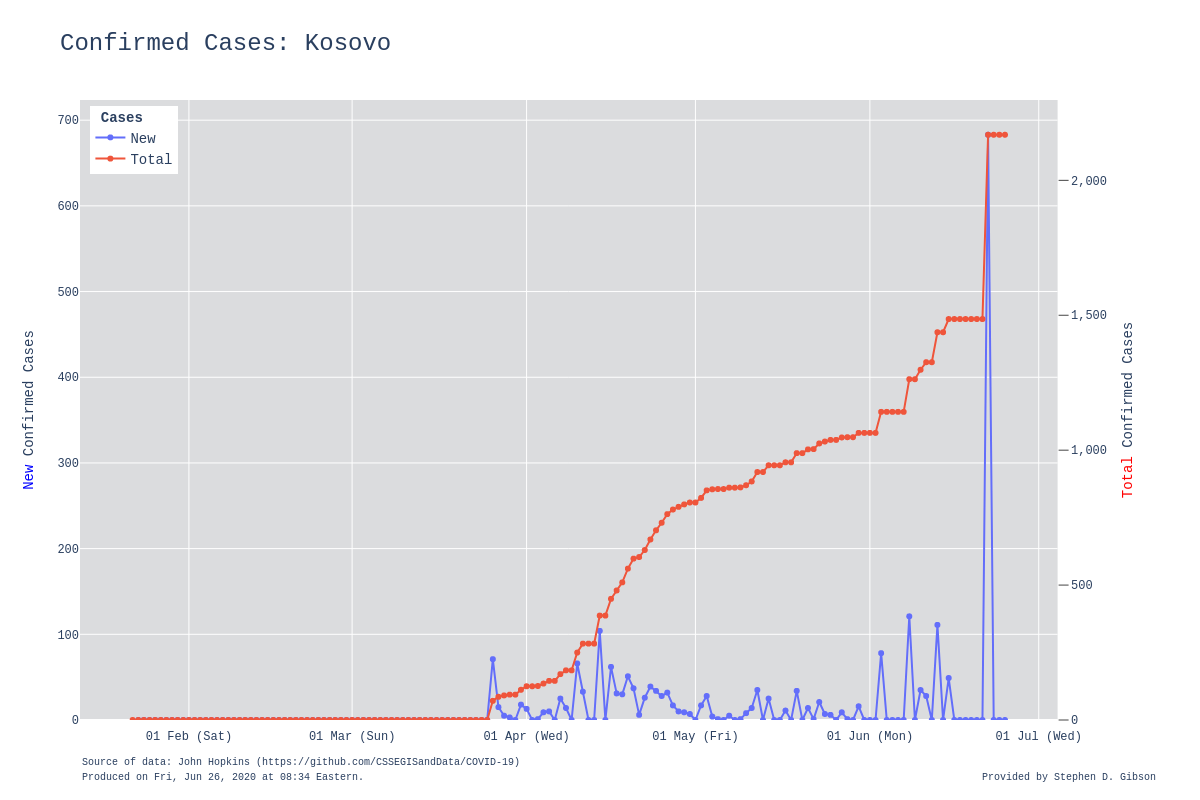 Confirmed Cases: Kosovo
Cases
New
Total
700
600
500
400
300
200
100
0
2,000
1,500
1,000
500
0
New Confirmed Cases
Total Confirmed Cases
01 Feb (Sat)
01 Mar (Sun)
01 Apr (Wed)
01 May (Fri)
01 Jun (Mon)
01 Jul (Wed)
Source of data: John Hopkins (https://github.com/CSSEGISandData/COVID-19)
Produced on Fri, Jun 26, 2020 at 08:34 Eastern.
Provided by Stephen D. Gibson